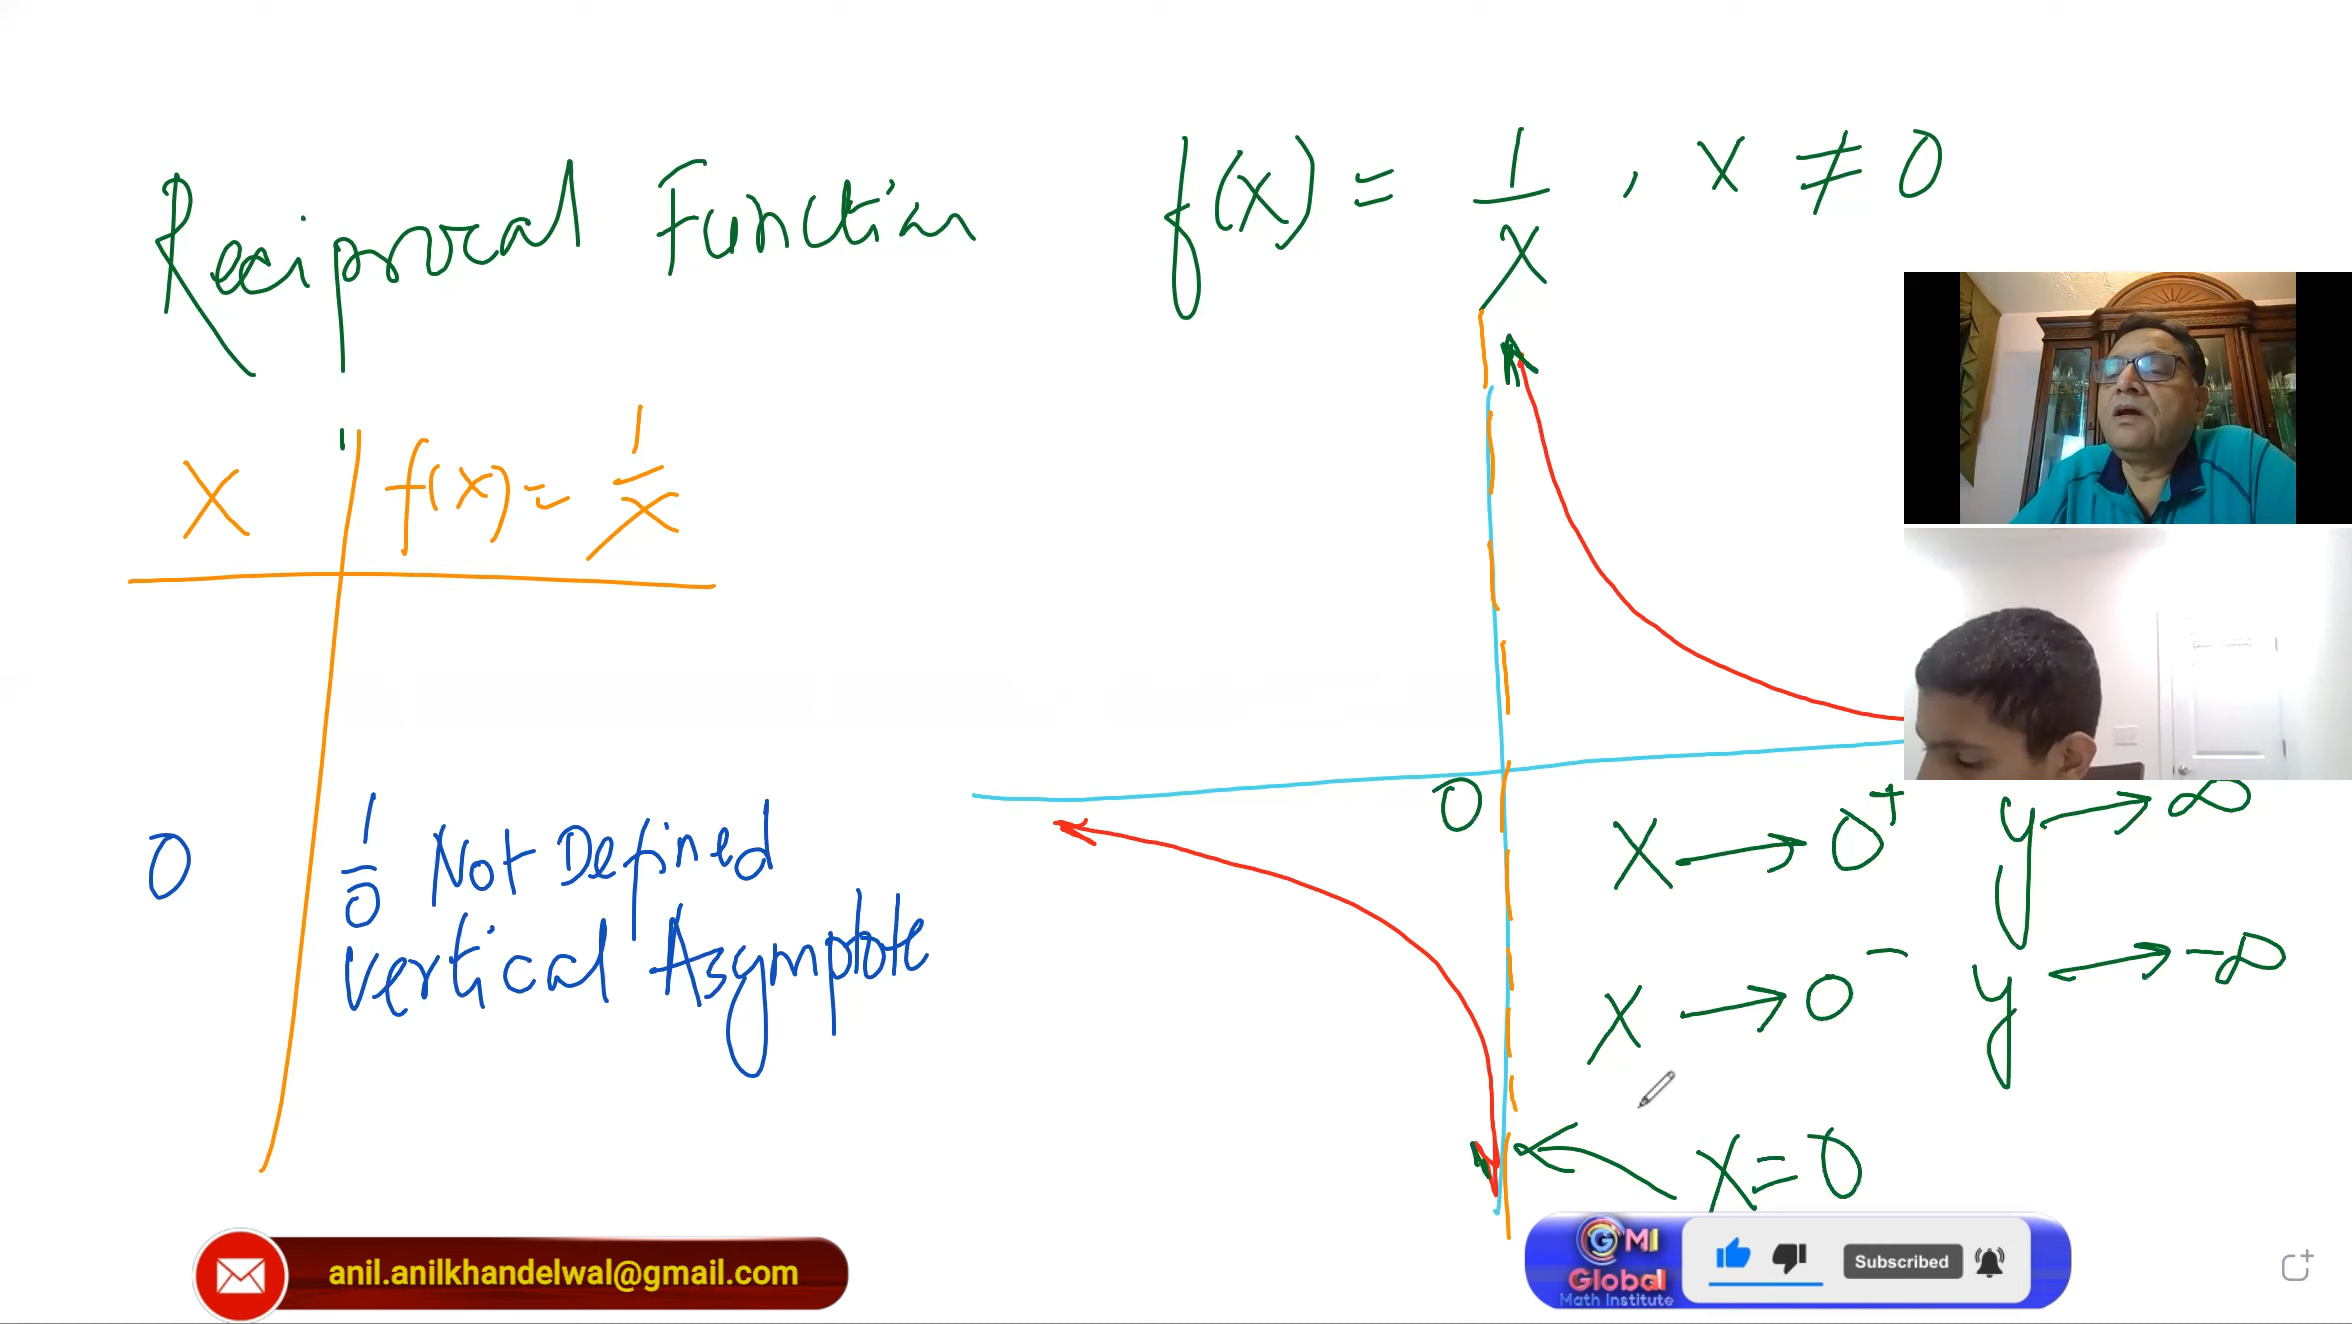 Reciprocal Function
f(x) = 1/x , x ≠ 0
x f(x) = 1/x
0 1/0 Not Defined
Vertical Asymptote
0
x → 0⁺ y → ∞
x → 0⁻ y → -∞
x = 0
anil.anilkhandelwal@gmail.com
GMI
Global
Math Institute
Subscribed